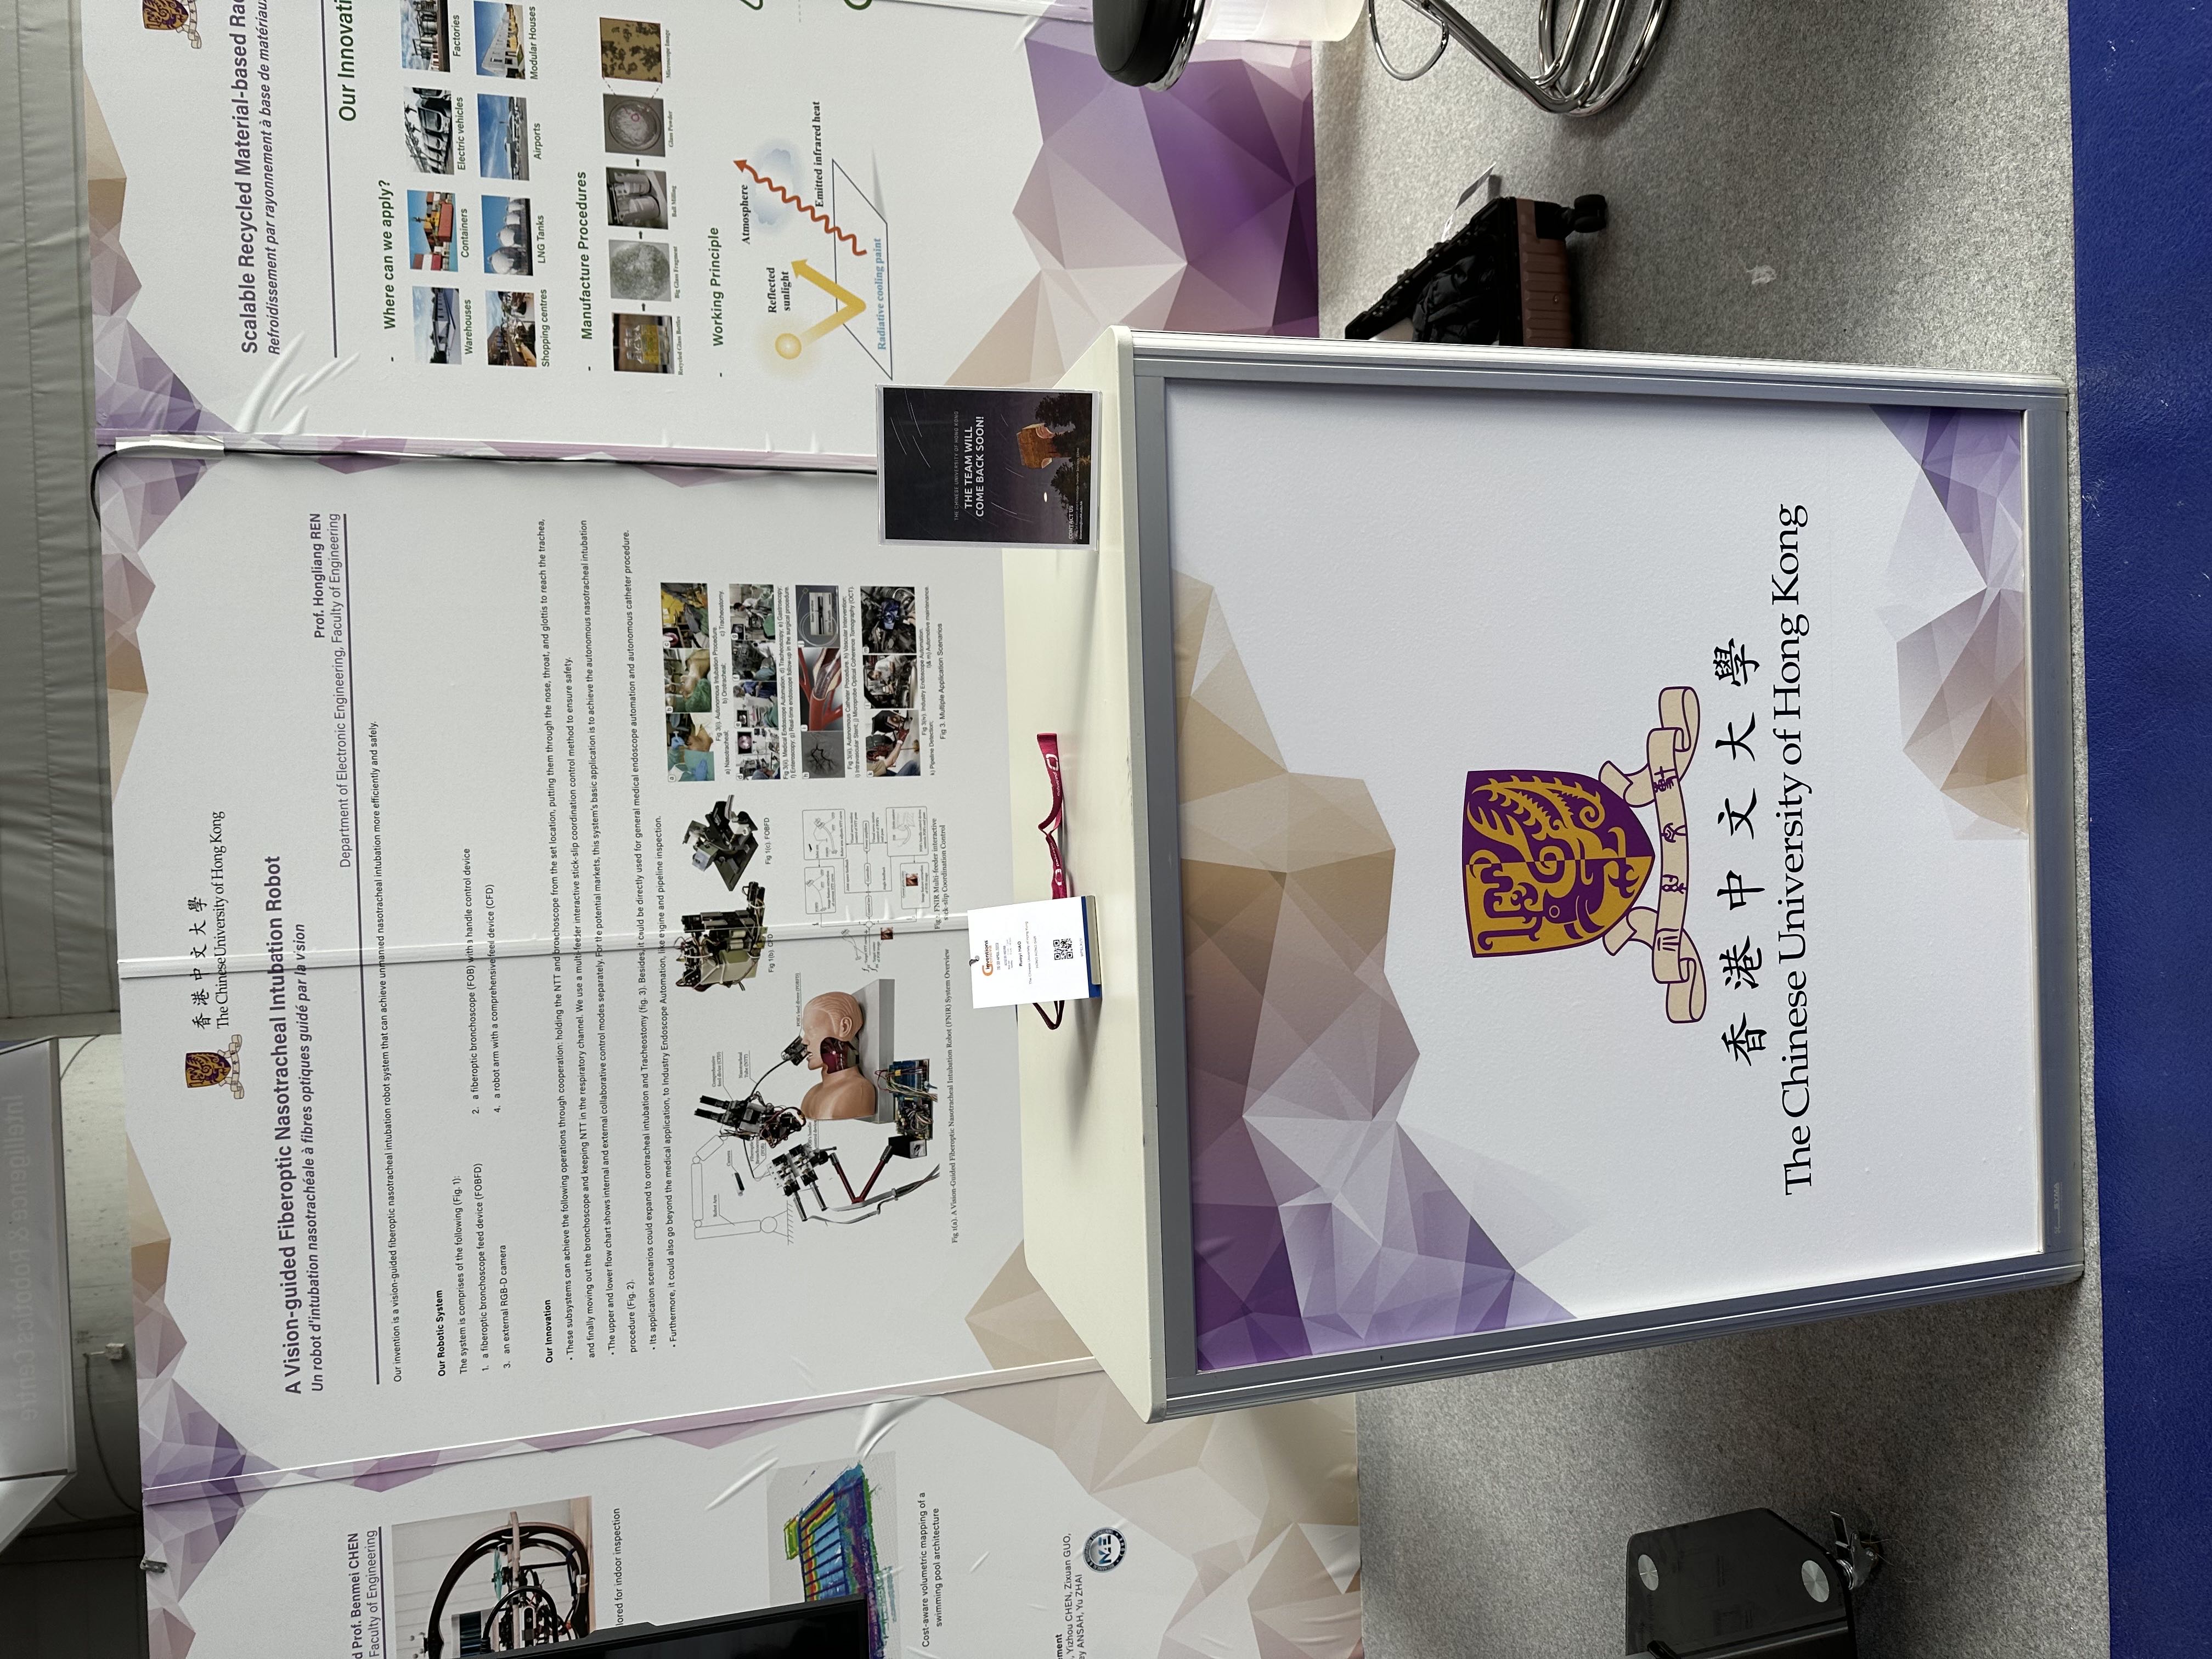 Intelligence & Robotics Centre
香港中文大學
The Chinese University of Hong Kong
A Vision-guided Fiberoptic Nasotracheal Intubation Robot
Un robot d'intubation nasotrachéale à fibres optiques guidé par la vision
Prof. Hongliang REN
Department of Electronic Engineering, Faculty of Engineering
Our invention is a vision-guided fiberoptic nasotracheal intubation robot system that can achieve unmanned nasotracheal intubation more efficiently and safely.
Our Robotic System
The system is comprises of the following (Fig. 1):
1. a fiberoptic bronchoscope feed device (FOBFD)
2. a fiberoptic bronchoscope (FOB) with a handle control device
3. an external RGB-D camera
4. a robot arm with a comprehensive feed device (CFD)
Our Innovation
• These subsystems can achieve the following operations through cooperation: holding the NTT and bronchoscope from the set location, putting them through the nose, throat, and glottis to reach the trachea,
and finally moving out the bronchoscope and keeping NTT in the respiratory channel. We use a multi-feeder interactive stick-slip coordination control method to ensure safety.
• The upper and lower flow chart shows internal and external collaborative control modes separately. For the potential markets, this system's basic application is to achieve the autonomous nasotracheal intubation
procedure (Fig. 2).
• Its application scenarios could expand to orotracheal intubation and Tracheostomy (fig. 3). Besides, it could be directly used for general medical endoscope automation and autonomous catheter procedure.
• Furthermore, it could also go beyond the medical application, to Industry Endoscope Automation, like engine and pipeline inspection.
Robot Arm
Camera
Comprehensive
feed device (CFD)
Nasotracheal
Tube (NTT)
Fiberoptic
Bronchoscope
(FOB)
FOB's handle
control device
FOB's feed device (FOBFD)
Fig 1(a). A Vision-Guided Fiberoptic Nasotracheal Intubation Robot (FNIR) System Overview
Fig 1(b). CFD
Fig 1(c). FOBFD
FNIR Multi-feeder interactive
stick-slip Coordination Control
Fig 3(i). Autonomous Intubation Procedure.
a) Nasotracheal; b) Orotracheal; c) Tracheostomy.
Fig 3(ii). Medical Endoscope Automation. d) Tracheoscopy; e) Gastroscopy;
f) Enteroscopy; g) Real-time endoscope follow-up in the surgical procedure.
Fig 3(iii). Autonomous Catheter Procedure. h) Vascular Intervention;
i) Intravascular Stent; j) Microprobe Optical Coherence Tomography (OCT).
Fig 3(iv). Industry Endoscope Automation.
k) Pipeline Detection; l)& m) Automotive maintenance.
Fig 3. Multiple Application Scenarios
d Prof. Benmei CHEN
Faculty of Engineering
lored for indoor inspection
Cost-aware volumetric mapping of a
swimming pool architecture
ment
, Yizhou CHEN, Zixuan GUO,
ey ANSAH, Yu ZHAI
Scalable Recycled Material-based Ra
Refroidissement par rayonnement à base de matériau
Our Innovati
- Where can we apply?
Warehouses
Containers
Electric vehicles
Factories
Shopping centres
LNG Tanks
Airports
Modular Houses
- Manufacture Procedures
Recycled Glass Bottles
Big Glass Fragment
Ball Milling
Glass Powder
Microscope Image
- Working Principle
Atmosphere
Reflected
sunlight
Emitted infrared heat
Radiative cooling paint
inventions
GENEVA
Ruoyi HAO
The Chinese University of Hong Kong
THE CHINESE UNIVERSITY OF HONG KONG
THE TEAM WILL
COME BACK SOON!
CONTACT US
香港中文大學
The Chinese University of Hong Kong
SYMA